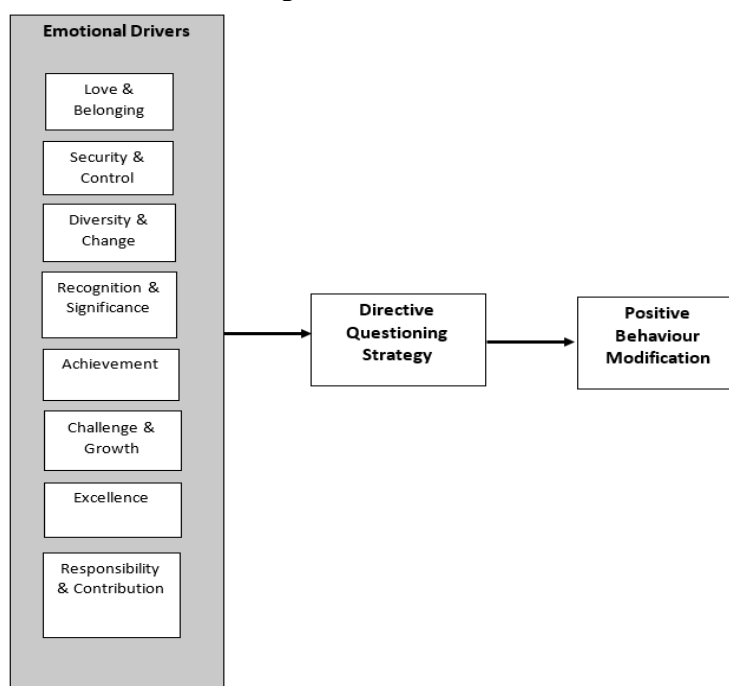 Emotional Drivers
Love &
Belonging
Security &
Control
Diversity &
Change
Recognition &
Significance
Achievement
Challenge &
Growth
Excellence
Responsibility
& Contribution
Directive
Questioning
Strategy
Positive
Behaviour
Modification